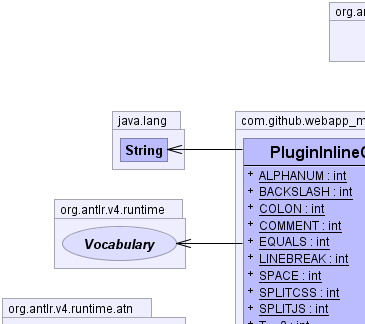 org.a
java.lang
com.github.webapp_m
String
PluginInline
+ ALPHANUM : int
+ BACKSLASH : int
+ COLON : int
+ COMMENT : int
org.antlr.v4.runtime
Vocabulary
+ EQUALS : int
+ LINEBREAK : int
+ SPACE : int
+ SPLITCSS : int
+ SPLITJS : int
org.antlr.v4.runtime.atn